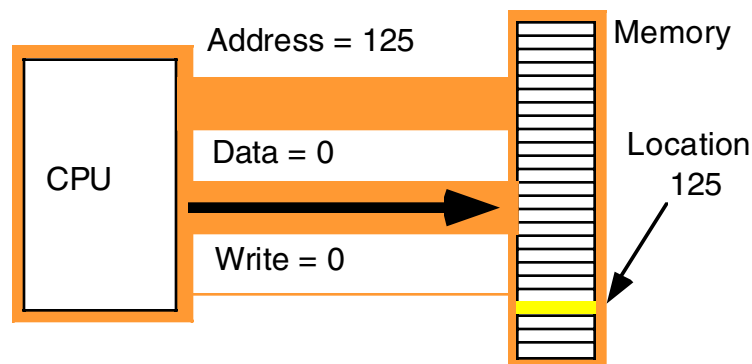 Address = 125
Memory
Data = 0
Location
125
CPU
Write = 0